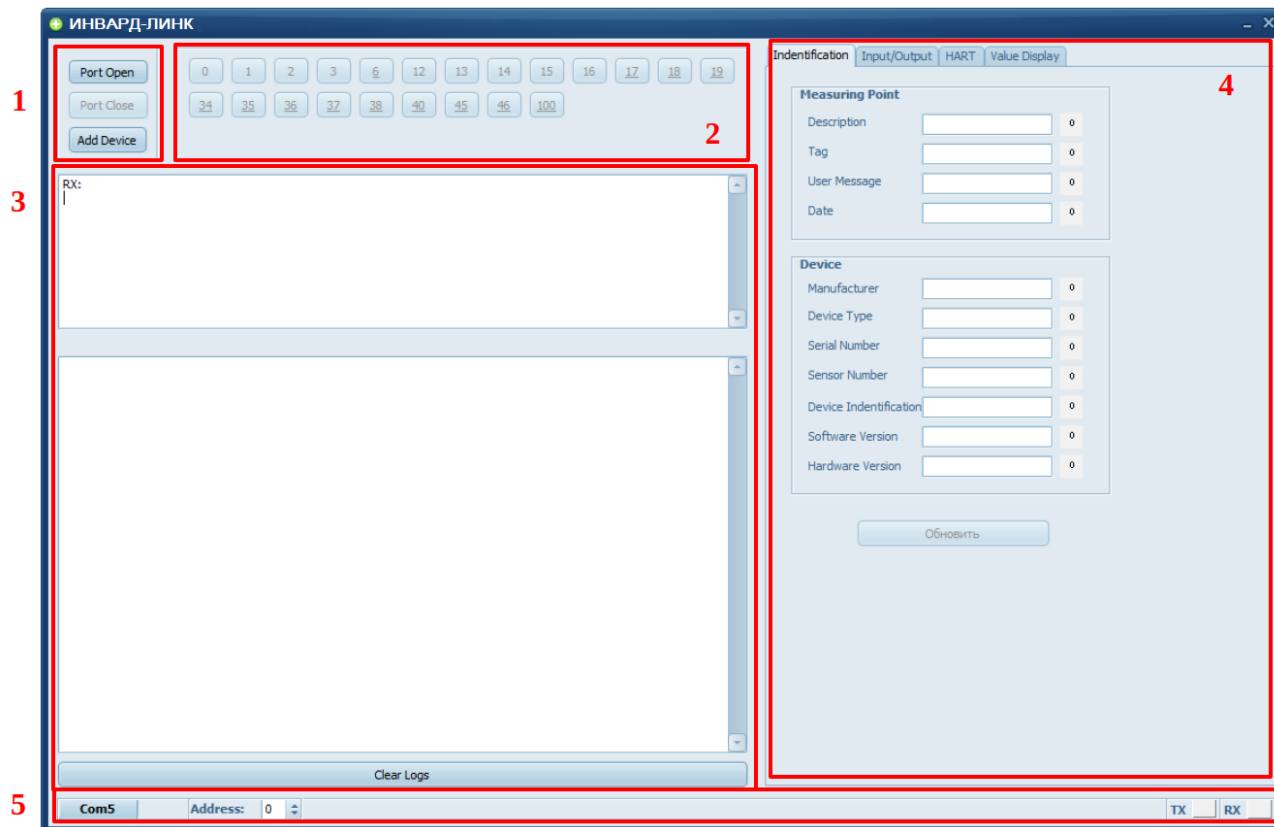 ИНВАРД-ЛИНК
1
Port Open
Port Close
Add Device
0 1 2 3 6 12 13 14 15 16 17 18 19
34 35 36 37 38 40 45 46 100
2
3
RX:
Clear Logs
Indentification Input/Output HART Value Display
4
Measuring Point
Description 0
Tag 0
User Message 0
Date 0
Device
Manufacturer 0
Device Type 0
Serial Number 0
Sensor Number 0
Device Indentification 0
Software Version 0
Hardware Version 0
Обновить
5
Com5 Address: 0 TX RX